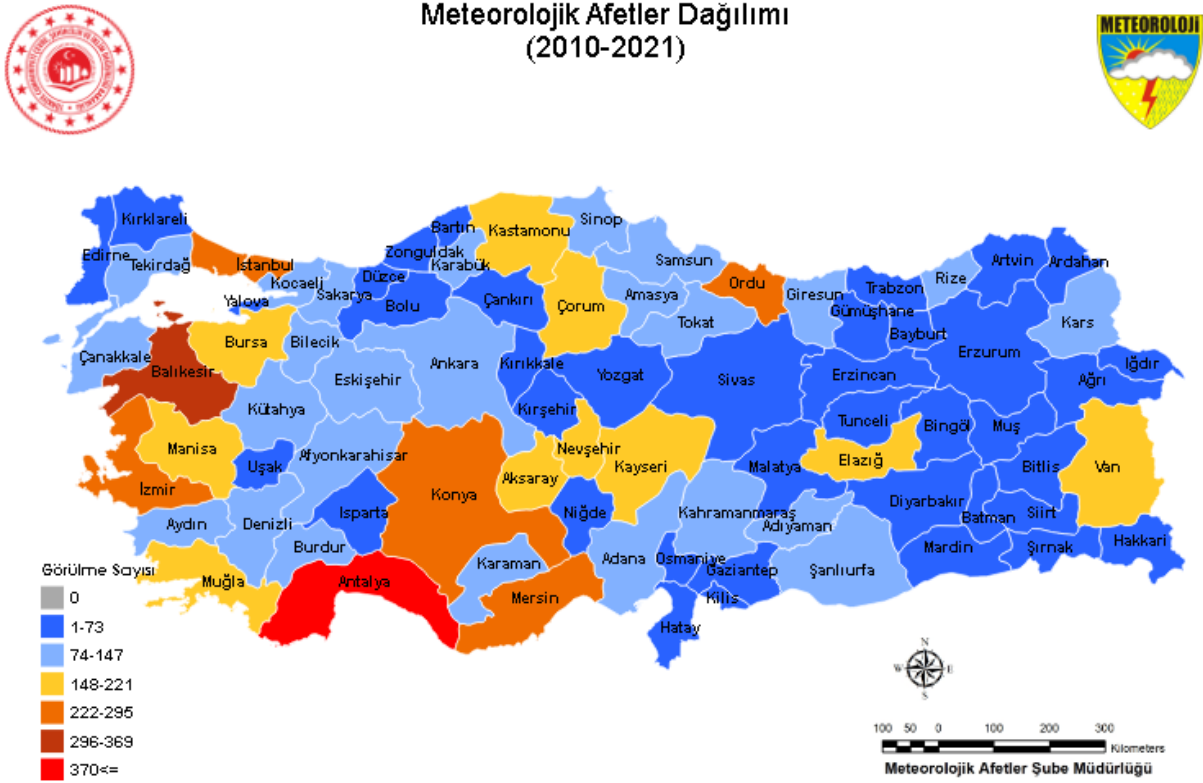 Meteorolojik Afetler Dağılımı
(2010-2021)
METEOROLOJİ
Kırklareli
Edirne
Tekirdağ
İstanbul
Kocaeli
Yalova
Sakarya
Düzce
Bolu
Zonguldak
Bartın
Karabük
Kastamonu
Sinop
Çankırı
Çorum
Samsun
Amasya
Tokat
Ordu
Giresun
Trabzon
Gümüşhane
Bayburt
Rize
Artvin
Ardahan
Kars
Iğdır
Ağrı
Erzurum
Erzincan
Çanakkale
Balıkesir
Bursa
Bilecik
Eskişehir
Kütahya
Ankara
Kırıkkale
Kırşehir
Yozgat
Sivas
Tunceli
Bingöl
Muş
Bitlis
Van
Elazığ
Malatya
Manisa
Uşak
Afyonkarahisar
İzmir
Konya
Aksaray
Nevşehir
Kayseri
Niğde
Aydın
Denizli
Isparta
Burdur
Muğla
Antalya
Karaman
Mersin
Adana
Kahramanmaraş
Adıyaman
Osmaniye
Gaziantep
Kilis
Hatay
Şanlıurfa
Diyarbakır
Batman
Siirt
Mardin
Şırnak
Hakkari
Görülme Sayısı
0
1-73
74-147
148-221
222-295
296-369
370<=
N
W E
S
100 50 0 100 200 300
Kilometers
Meteorolojik Afetler Şube Müdürlüğü